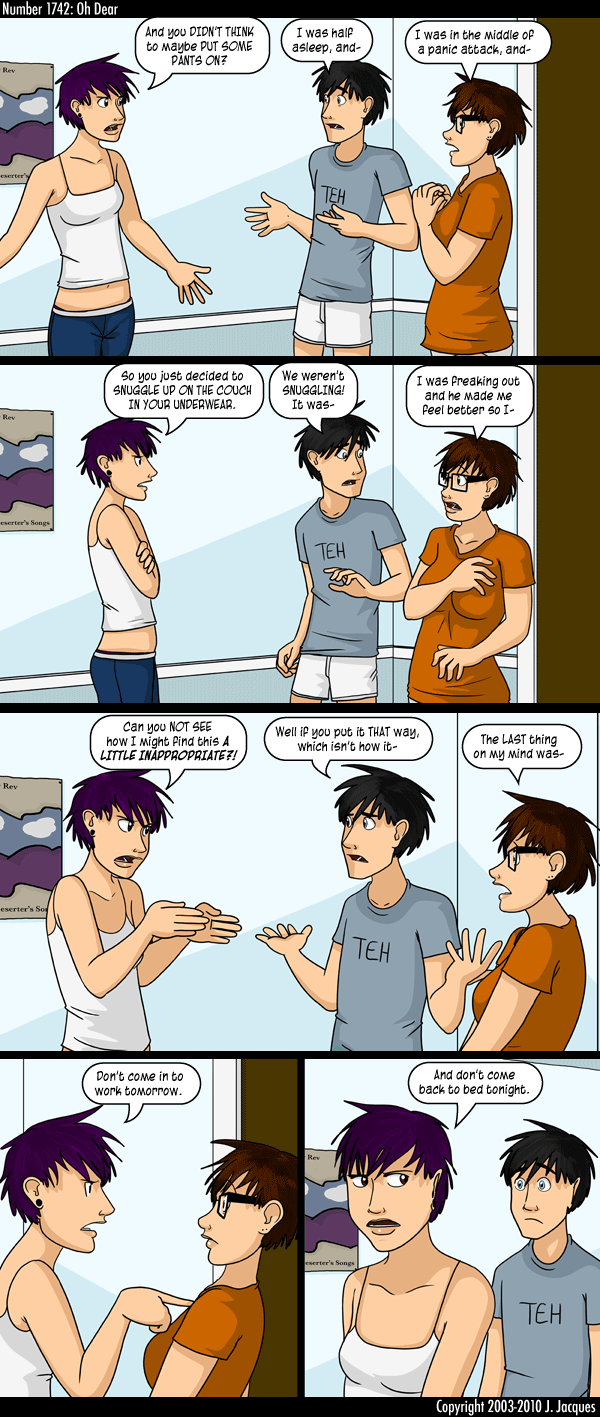 Number 1742: Oh Dear
And you DIDN'T THINK
to maybe PUT SOME
PANTS ON?
I was half
asleep, and-
I was in the middle of
a panic attack, and-
Rev
eserter's
TEH
So you just decided to
SNUGGLE UP ON THE COUCH
IN YOUR UNDERWEAR.
We weren't
SNUGGLING!
It was-
I was freaking out
and he made me
feel better so I-
Rev
eserter's Songs
TEH
Can you NOT SEE
how I might find this A
LITTLE INAPPROPRIATE?!
Well if you put it THAT way,
which isn't how it-
The LAST thing
on my mind was-
Rev
eserter's So
TEH
Don't come in to
work tomorrow.
And don't come
back to bed tonight.
Rev
eserter's Songs
TEH
Copyright 2003-2010 J. Jacques